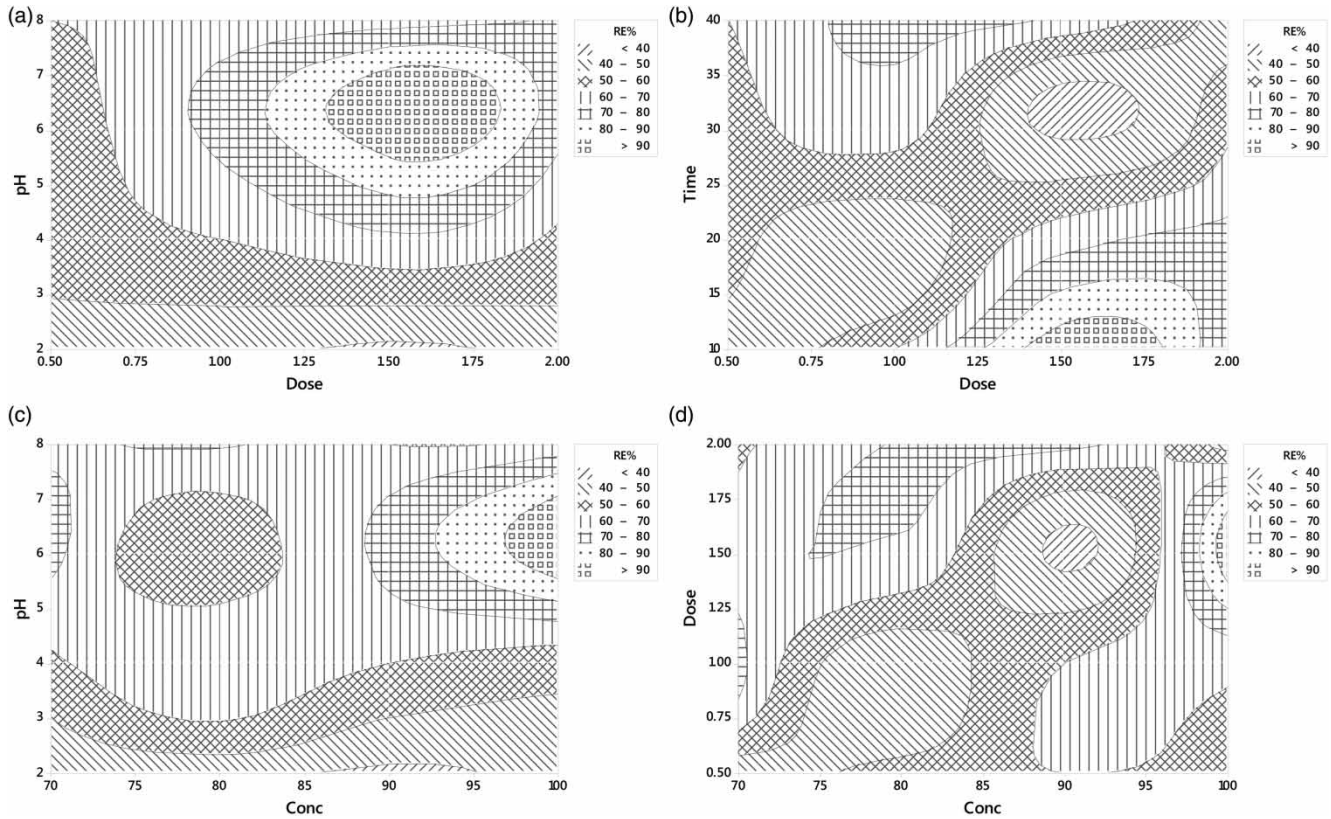 (a)
8
7
6
5
4
3
2
pH
0.50
0.75
1.00
1.25
1.50
1.75
2.00
Dose
RE%
< 40
40 – 50
50 – 60
60 – 70
70 – 80
80 – 90
> 90
(b)
40
35
30
25
20
15
10
Time
0.50
0.75
1.00
1.25
1.50
1.75
2.00
Dose
RE%
< 40
40 – 50
50 – 60
60 – 70
70 – 80
80 – 90
> 90
(c)
8
7
6
5
4
3
2
pH
70
75
80
85
90
95
100
Conc
RE%
< 40
40 – 50
50 – 60
60 – 70
70 – 80
80 – 90
> 90
(d)
2.00
1.75
1.50
1.25
1.00
0.75
0.50
Dose
70
75
80
85
90
95
100
Conc
RE%
< 40
40 – 50
50 – 60
60 – 70
70 – 80
80 – 90
> 90